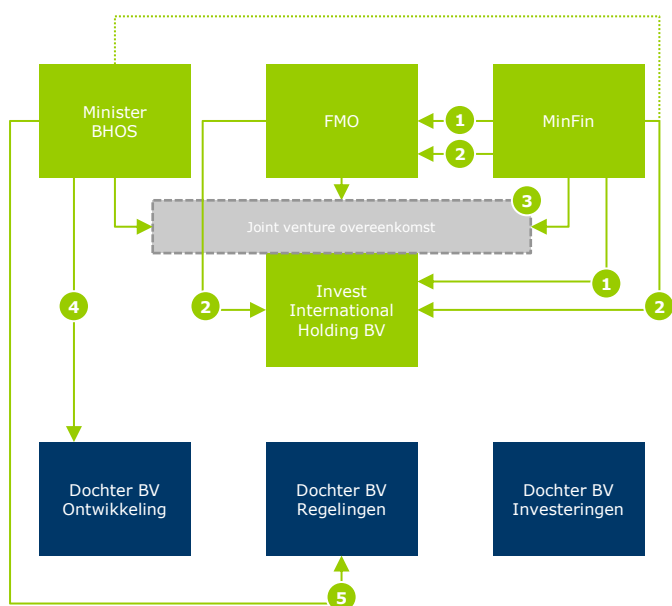 Minister
BHOS
FMO
MinFin
1
2
3
Joint venture overeenkomst
Invest
International
Holding BV
1
2
2
4
Dochter BV
Ontwikkeling
Dochter BV
Regelingen
Dochter BV
Investeringen
5